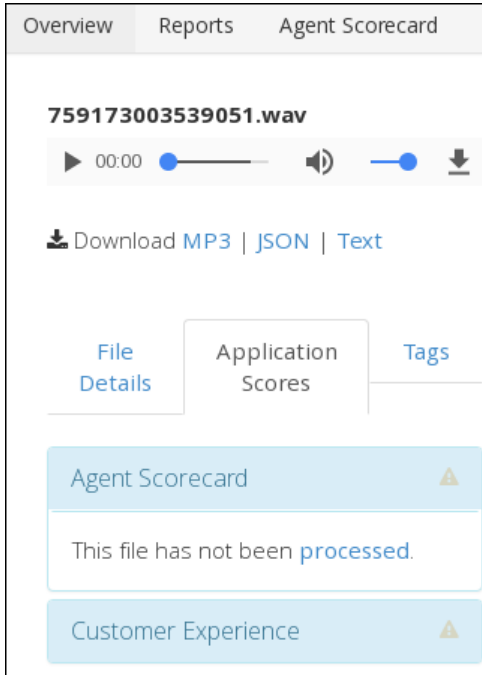 Overview Reports Agent Scorecard
759173003539051.wav
00:00
Download MP3 | JSON | Text
File Details Application Scores Tags
Agent Scorecard
This file has not been processed.
Customer Experience